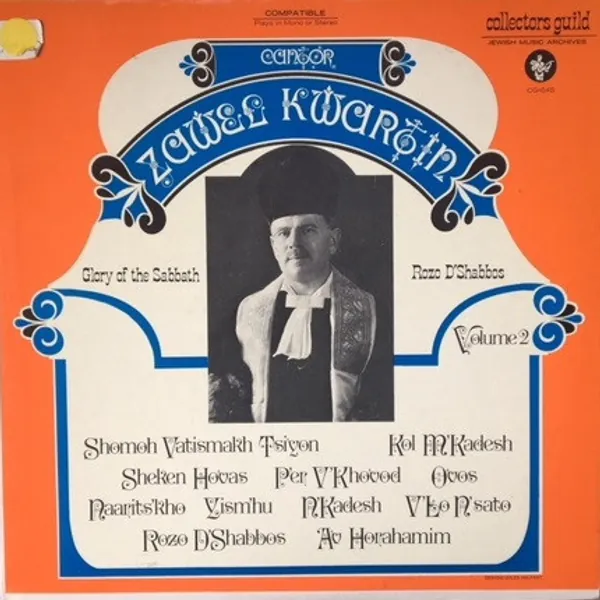 COMPATIBLE
Plays in Mono or Stereo
collectors guild
JEWISH MUSIC ARCHIVES
CG-648
CANTOR
ZAWEL KWARTIN
Glory of the Sabbath
Rozo D'Shabbos
Volume 2
Shomoh Vatismakh Tsiyon Kol M'Kadesh
Sheken Hovas P'er V'Khovod Ovos
Naarits'kho Yism'hu N'Kadesh V'Lo N'sato
Rozo D'Shabbos Av Horahamim